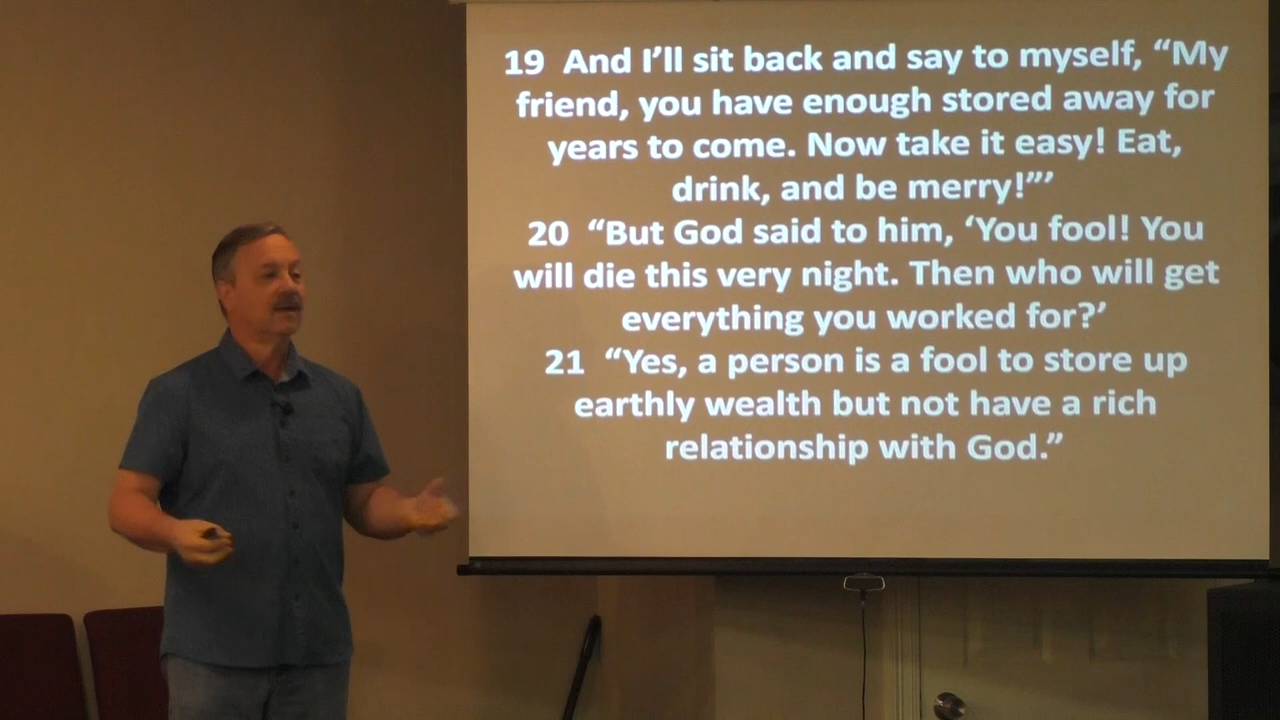 19  And I’ll sit back and say to myself, “My
friend, you have enough stored away for
years to come. Now take it easy! Eat,
drink, and be merry!”’
20  “But God said to him, ‘You fool! You
will die this very night. Then who will get
everything you worked for?’
21  “Yes, a person is a fool to store up
earthly wealth but not have a rich
relationship with God.”